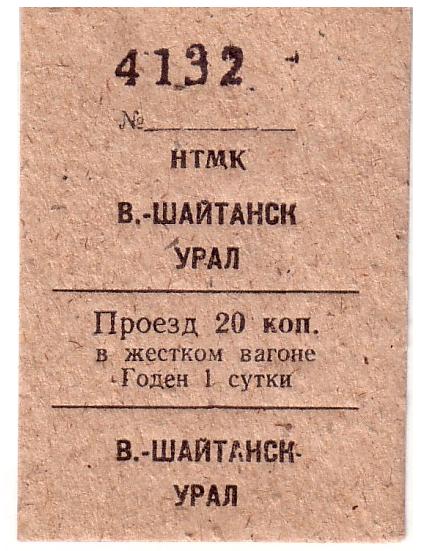 4132
№
НТМК
В.-ШАЙТАНСК
УРАЛ
Проезд 20 коп.
в жестком вагоне
Годен 1 сутки
В.-ШАЙТАНСК-
УРАЛ